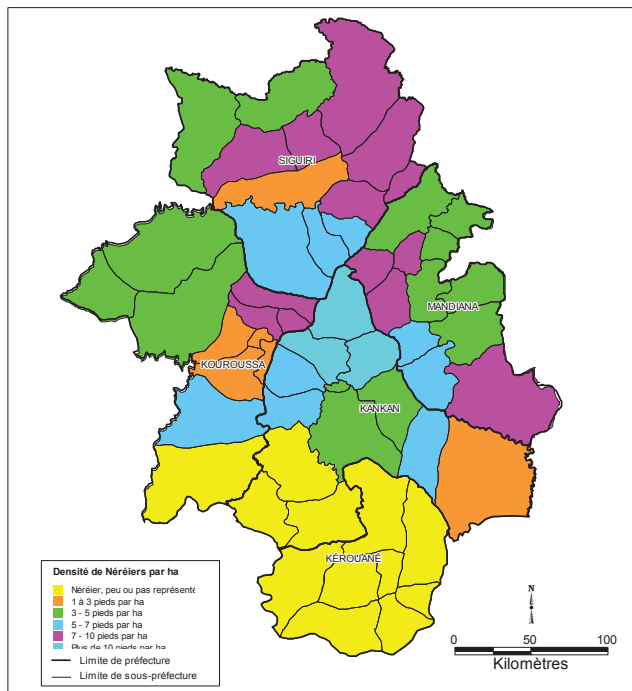 SIGUIRI
MANDIANA
KOUROUSSA
KANKAN
KÉROUANÉ
Densité de Néréiers par ha
Néréier, peu ou pas représenté
1 à 3 pieds par ha
3 - 5 pieds par ha
5 - 7 pieds par ha
7 - 10 pieds par ha
Plus de 10 pieds par ha
Limite de préfecture
Limite de sous-préfecture
N
0 50 100
Kilomètres